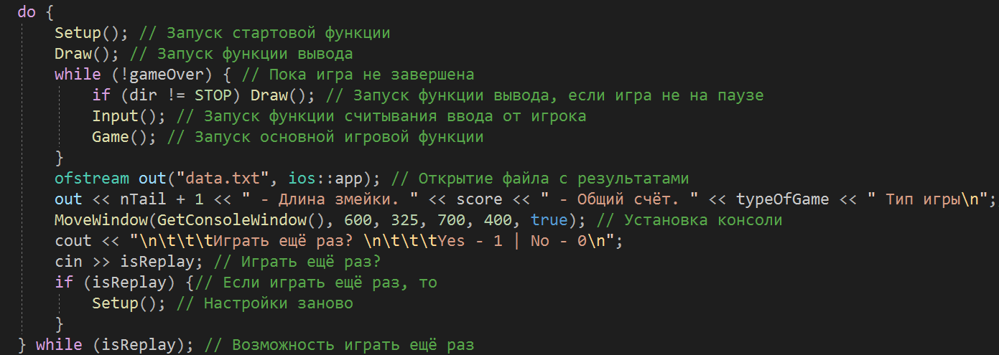 do {
Setup(); // Запуск стартовой функции
Draw(); // Запуск функции вывода
while (!gameOver) { // Пока игра не завершена
if (dir != STOP) Draw(); // Запуск функции вывода, если игра не на паузе
Input(); // Запуск функции считывания ввода от игрока
Game(); // Запуск основной игровой функции
}
ofstream out("data.txt", ios::app); // Открытие файла с результатами
out << nTail + 1 << " - Длина змейки. " << score << " - Общий счёт. " << typeOfGame << " Тип игры\n";
MoveWindow(GetConsoleWindow(), 600, 325, 700, 400, true); // Установка консоли
cout << "\n\t\t\tИграть ещё раз? \n\t\t\tYes - 1 | No - 0\n";
cin >> isReplay; // Играть ещё раз?
if (isReplay) {// Если играть ещё раз, то
Setup(); // Настройки заново
}
} while (isReplay); // Возможность играть ещё раз